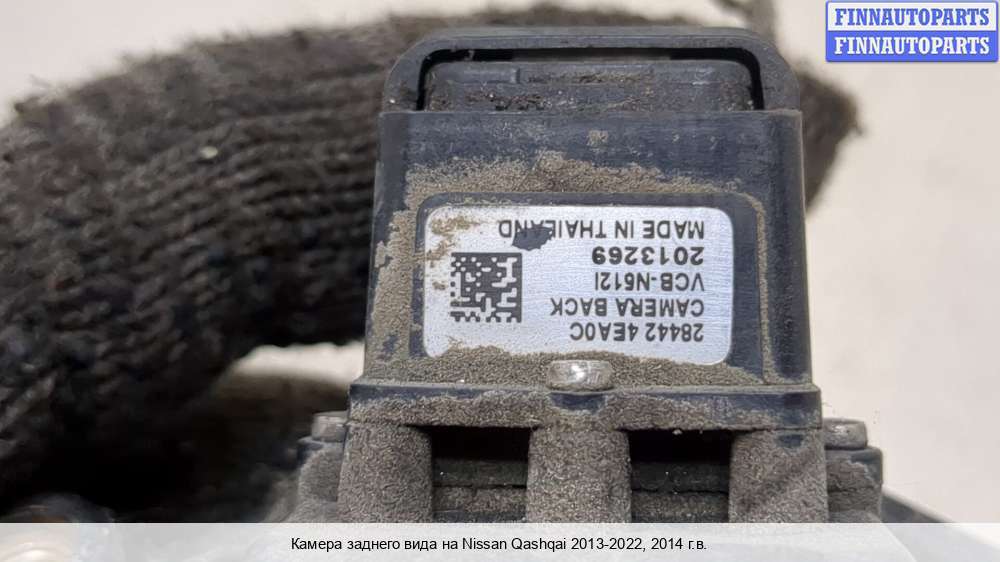 FINNAUTOPARTS
FINNAUTOPARTS
28442 4EA0C
CAMERA BACK
VCB-N512I
2013269
MADE IN THAILAND
Камера заднего вида на Nissan Qashqai 2013-2022, 2014 г.в.